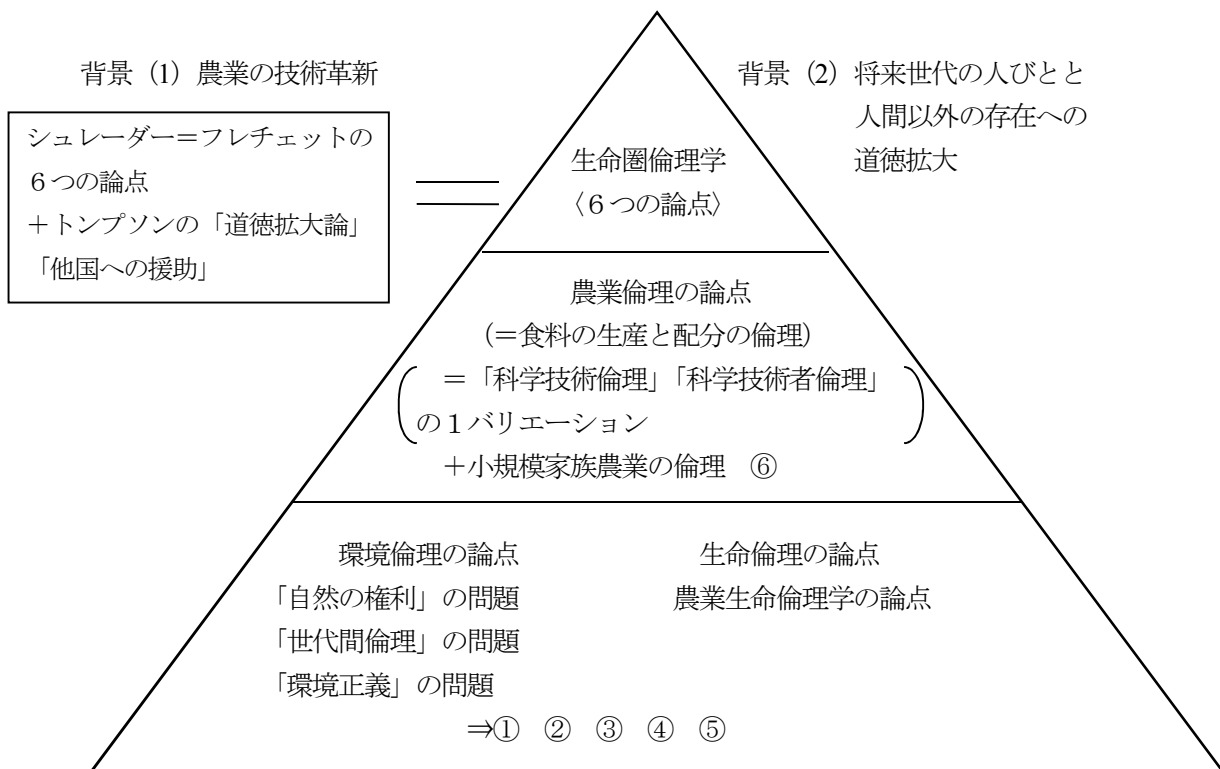 背景（1）農業の技術革新
シュレーダー＝フレチェットの
６つの論点
＋トンプソンの「道徳拡大論」
「他国への援助」
背景（2）将来世代の人びとと
人間以外の存在への
道徳拡大
生命圏倫理学
〈６つの論点〉
農業倫理の論点
（＝食料の生産と配分の倫理）
＝「科学技術倫理」「科学技術者倫理」
の１バリエーション
＋小規模家族農業の倫理　⑥
環境倫理の論点
「自然の権利」の問題
「世代間倫理」の問題
「環境正義」の問題
生命倫理の論点
農業生命倫理学の論点
⇒①　②　③　④　⑤